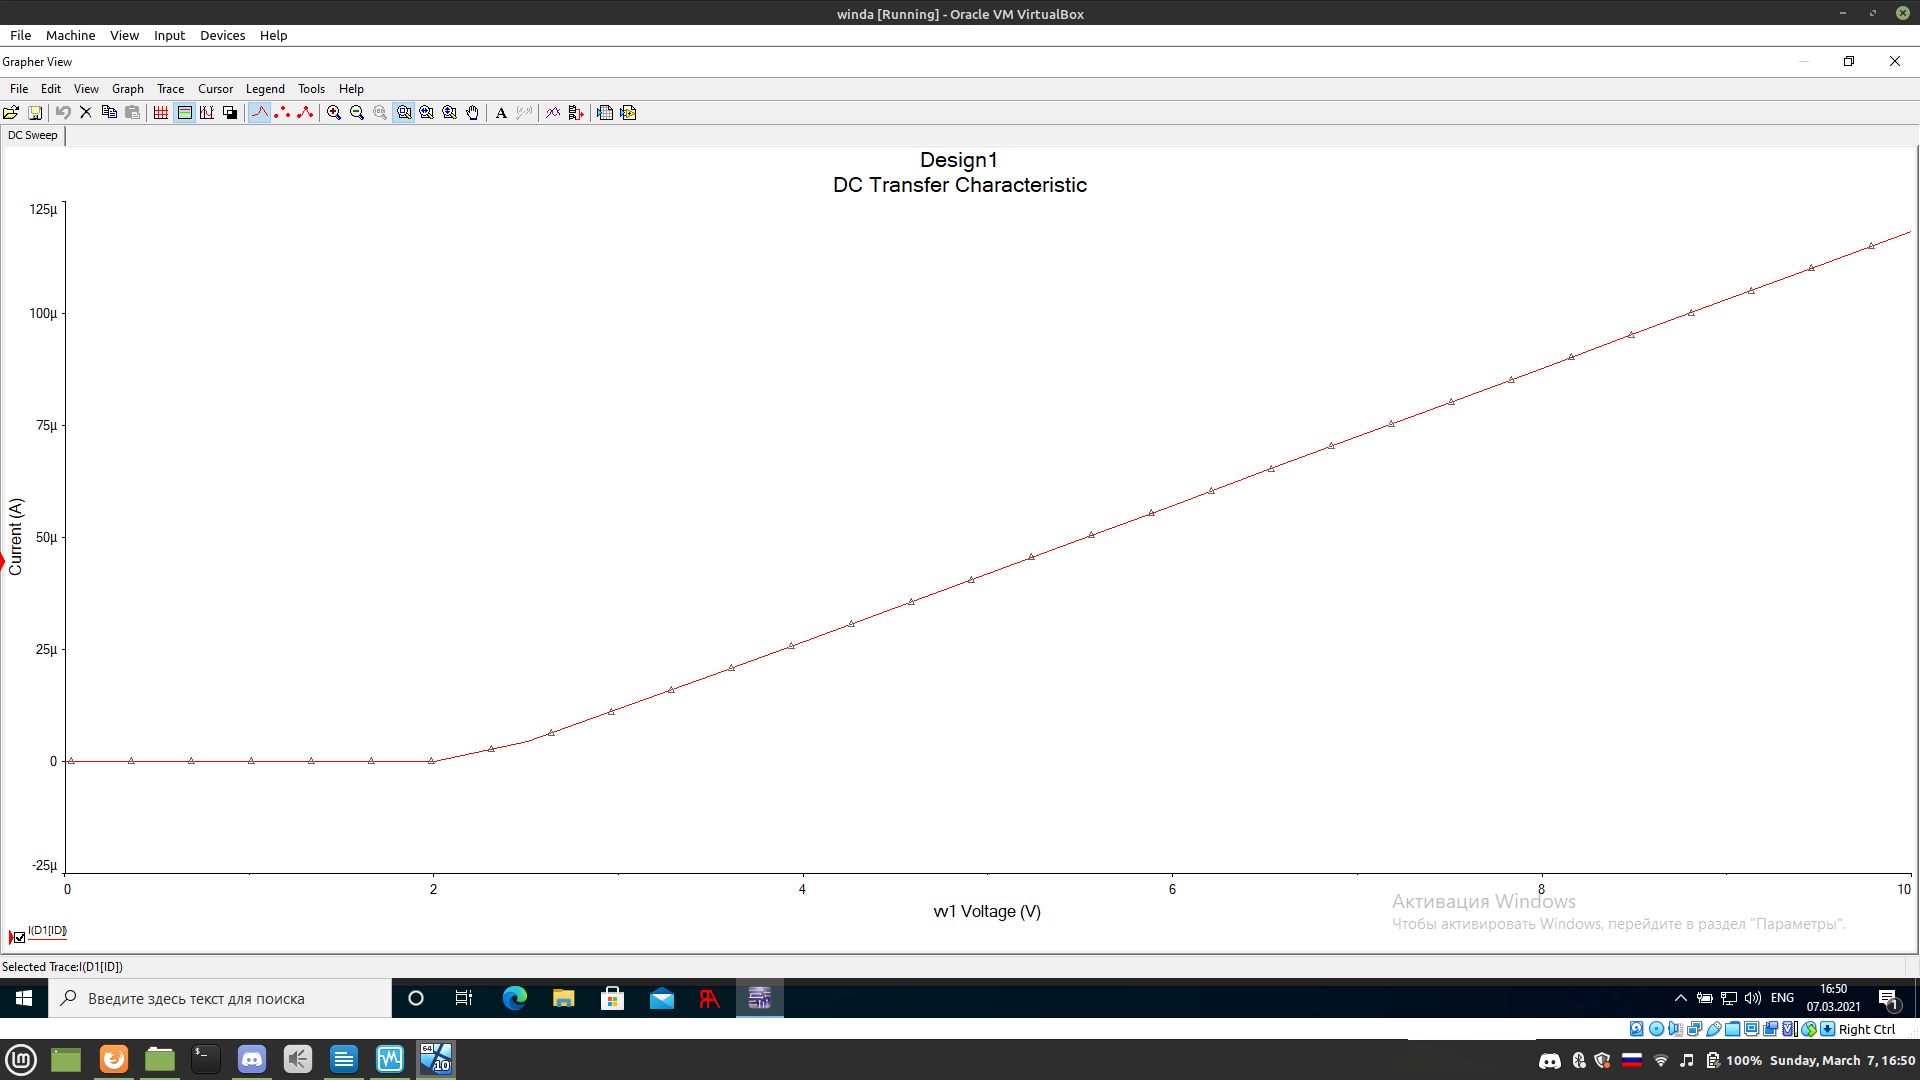 winda [Running] - Oracle VM VirtualBox
File Machine View Input Devices Help
Grapher View
File Edit View Graph Trace Cursor Legend Tools Help
DC Sweep
Design1
DC Transfer Characteristic
125µ
100µ
75µ
50µ
25µ
0
-25µ
Current (A)
0 2 4 6 8 10
vv1 Voltage (V)
Активация Windows
Чтобы активировать Windows, перейдите в раздел "Параметры".
I(D1[ID])
Selected Trace:I(D1[ID])
Введите здесь текст для поиска
ENG
16:50
07.03.2021
1
Right Ctrl
64
10
100% Sunday, March 7, 16:50